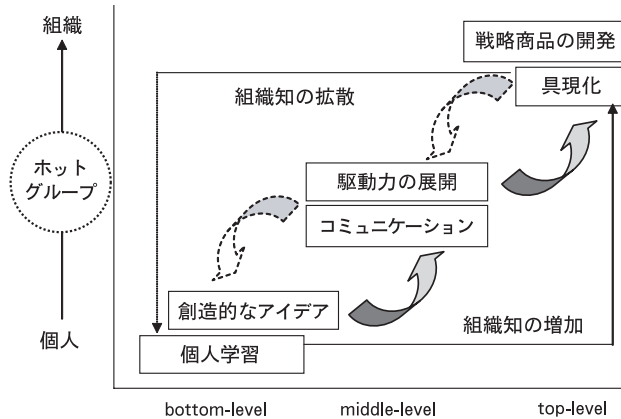 組織
戦略商品の開発
具現化
組織知の拡散
ホット
グループ
駆動力の展開
コミュニケーション
創造的なアイデア
組織知の増加
個人
個人学習
bottom-level
middle-level
top-level